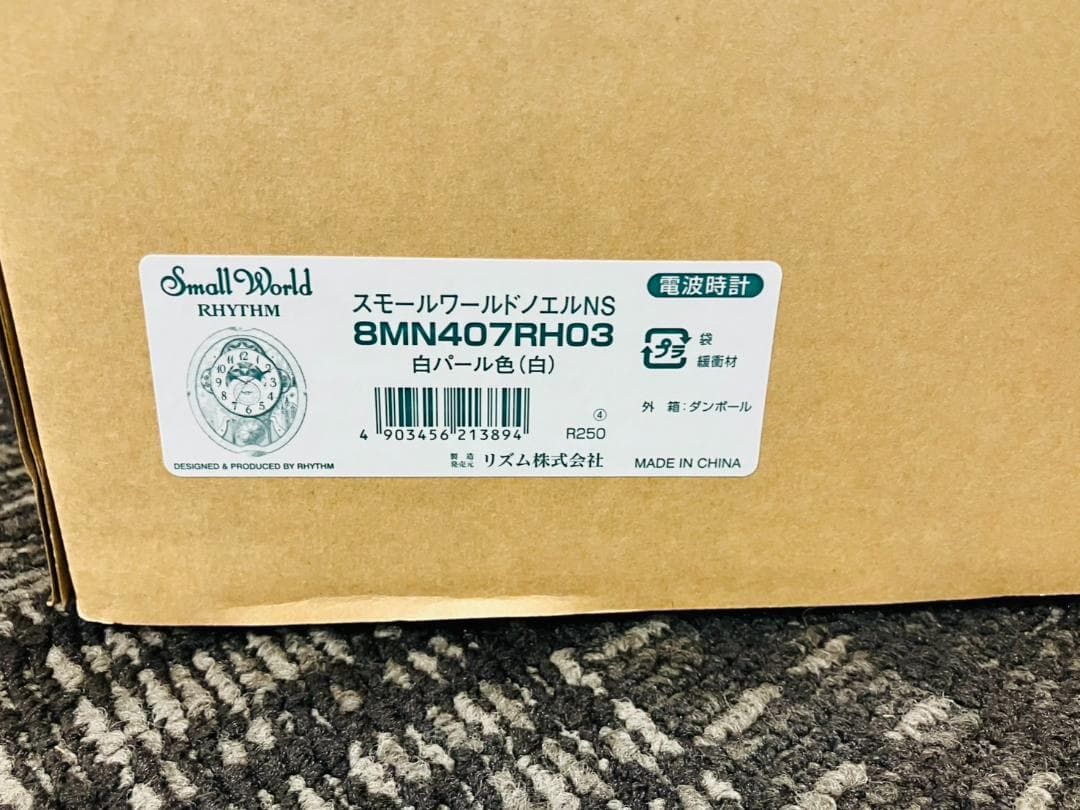 Small World
RHYTHM
DESIGNED & PRODUCED BY RHYTHM
スモールワールドノエルNS
8MN407RH03
白パール色(白)
4 903456 213894
④
R250
製造
発売元 リズム株式会社
電波時計
プラ
袋
緩衝材
外 箱:ダンボール
MADE IN CHINA